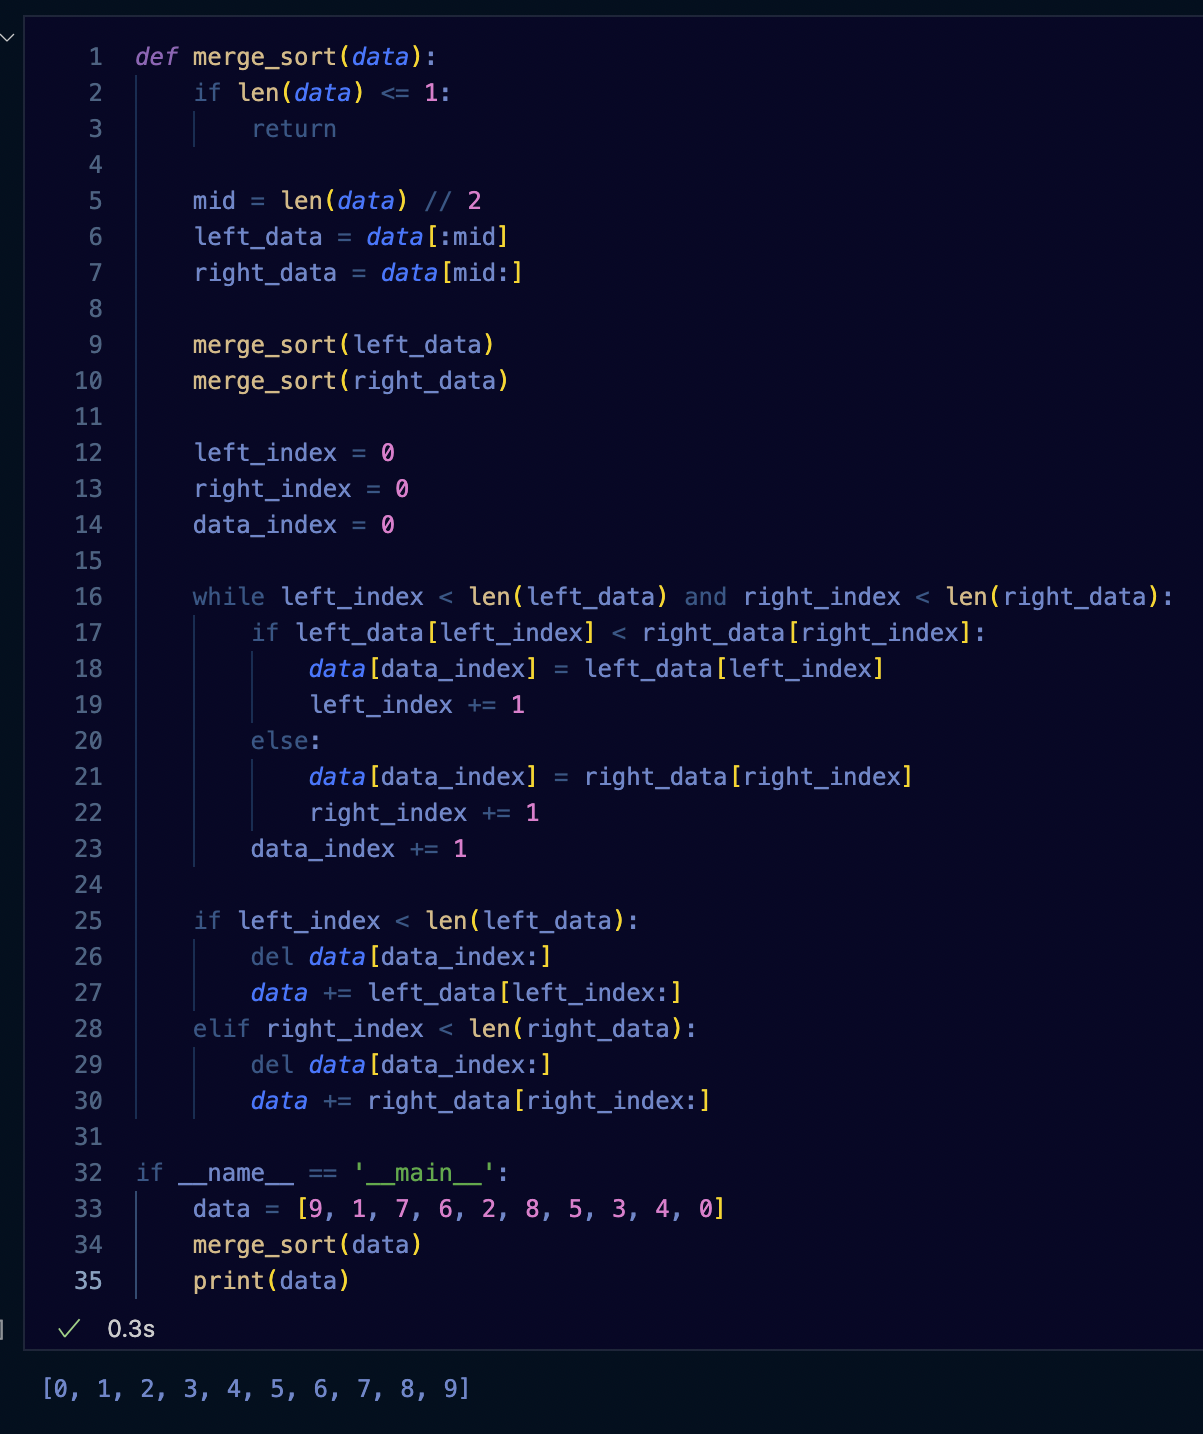 1 def merge_sort(data):
2     if len(data) <= 1:
3         return
4
5     mid = len(data) // 2
6     left_data = data[:mid]
7     right_data = data[mid:]
8
9     merge_sort(left_data)
10     merge_sort(right_data)
11
12     left_index = 0
13     right_index = 0
14     data_index = 0
15
16     while left_index < len(left_data) and right_index < len(right_data):
17         if left_data[left_index] < right_data[right_index]:
18             data[data_index] = left_data[left_index]
19             left_index += 1
20         else:
21             data[data_index] = right_data[right_index]
22             right_index += 1
23         data_index += 1
24
25     if left_index < len(left_data):
26         del data[data_index:]
27         data += left_data[left_index:]
28     elif right_index < len(right_data):
29         del data[data_index:]
30         data += right_data[right_index:]
31
32 if __name__ == '__main__':
33     data = [9, 1, 7, 6, 2, 8, 5, 3, 4, 0]
34     merge_sort(data)
35     print(data)
] ✓ 0.3s
[0, 1, 2, 3, 4, 5, 6, 7, 8, 9]